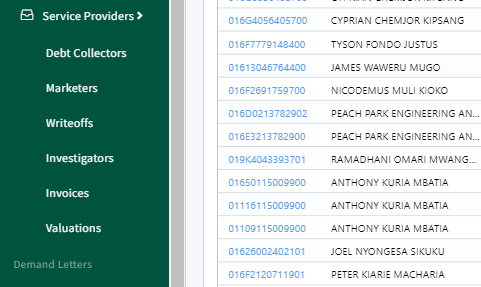 Service Providers
Debt Collectors
Marketers
Writeoffs
Investigators
Invoices
Valuations
Demand Letters
016G4056405700 CYPRIAN CHEMJOR KIPSANG
016F7779148400 TYSON FONDO JUSTUS
01613046764400 JAMES WAWERU MUGO
016F2691759700 NICODEMUS MULI KIOKO
016D0213782902 PEACH PARK ENGINEERING AN...
016E3213782900 PEACH PARK ENGINEERING AN...
019K4043393701 RAMADHANI OMARI MWANG...
01650115009900 ANTHONY KURIA MBATIA
01116115009900 ANTHONY KURIA MBATIA
01109115009900 ANTHONY KURIA MBATIA
01626002402101 JOEL NYONGESA SIKUKU
016F2120711901 PETER KIARIE MACHARIA